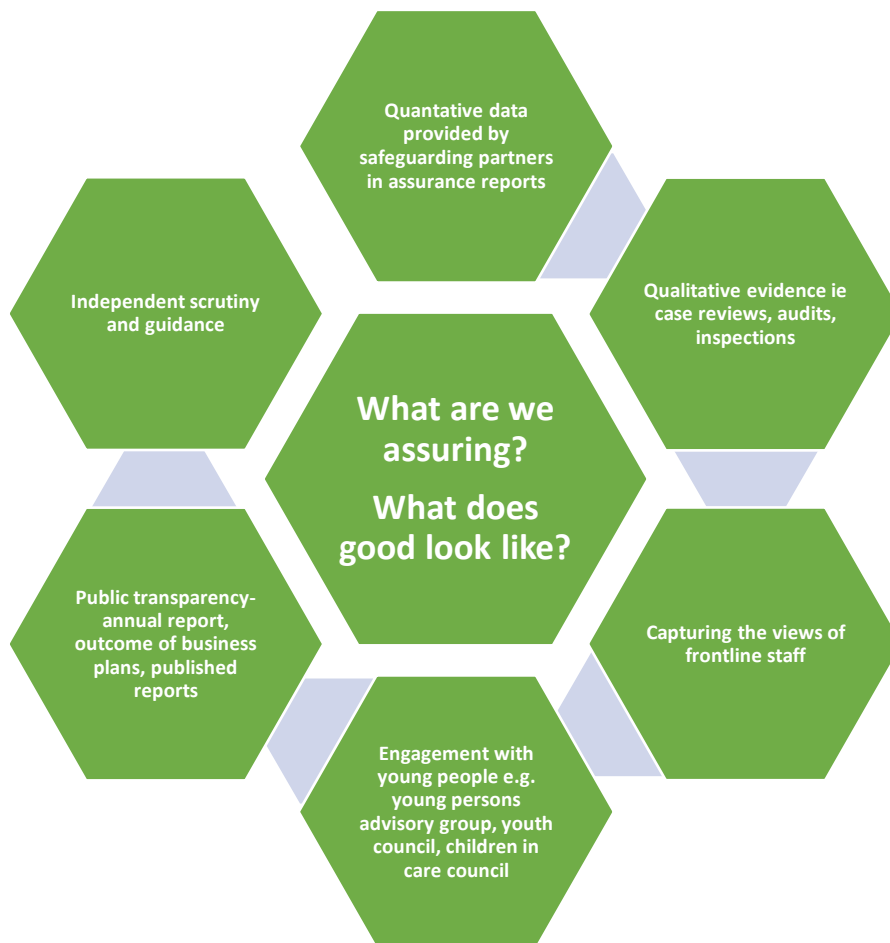 Quantative data
provided by
safeguarding partners
in assurance reports
Qualitative evidence ie
case reviews, audits,
inspections
Capturing the views of
frontline staff
Engagement with
young people e.g.
young persons
advisory group, youth
council, children in
care council
Public transparency-
annual report,
outcome of business
plans, published
reports
Independent scrutiny
and guidance
What are we
assuring?
What does
good look like?